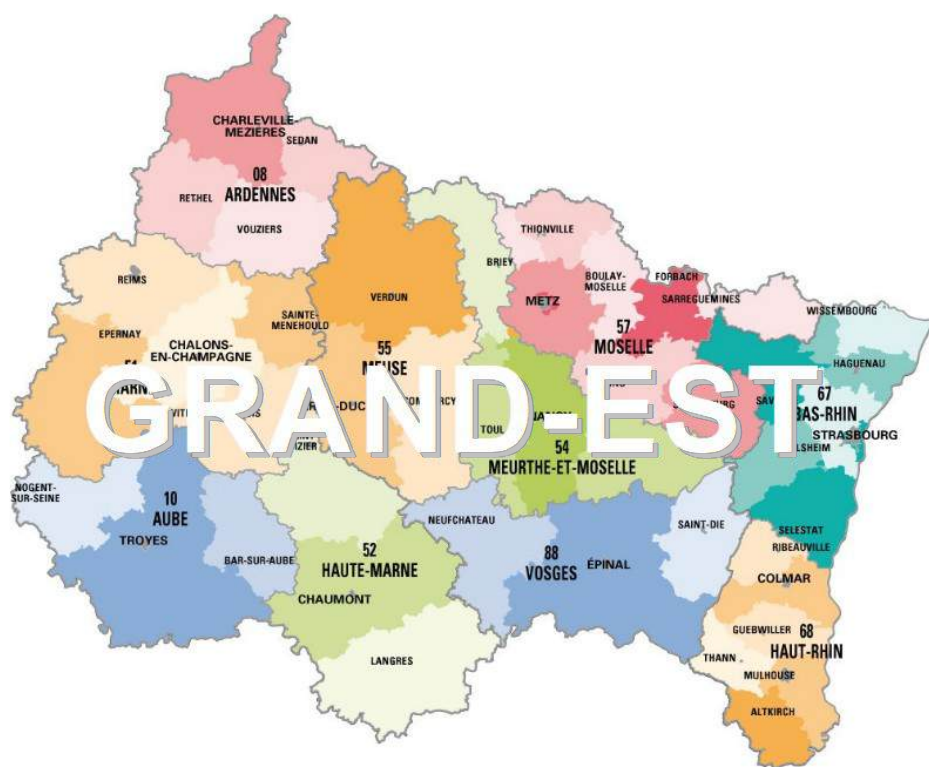 CHARLEVILLE-
MEZIÈRES
SEDAN
08
ARDENNES
RETHEL
VOUZIERS
THIONVILLE
REIMS
BRIEY
BOULAY-
MOSELLE
FORBACH
VERDUN
METZ
SARREGUEMINES
SAINTE-
MENEHOULD
WISSEMBOURG
EPERNAY
CHALONS-
EN-CHAMPAGNE
57
MOSELLE
55
MEUSE
HAGUENAU
GRAND-EST
67
BAS-RHIN
TOUL
STRASBOURG
54
MEURTHE-ET-MOSELLE
NOGENT-
SUR-SEINE
10
AUBE
TROYES
NEUFCHATEAU
SAINT-DIE
SELESTAT
RIBEAUVILLE
BAR-SUR-AUBE
52
HAUTE-MARNE
88
VOSGES
ÉPINAL
COLMAR
CHAUMONT
GUEBWILLER
68
HAUT-RHIN
LANGRES
THANN
MULHOUSE
ALTKIRCH